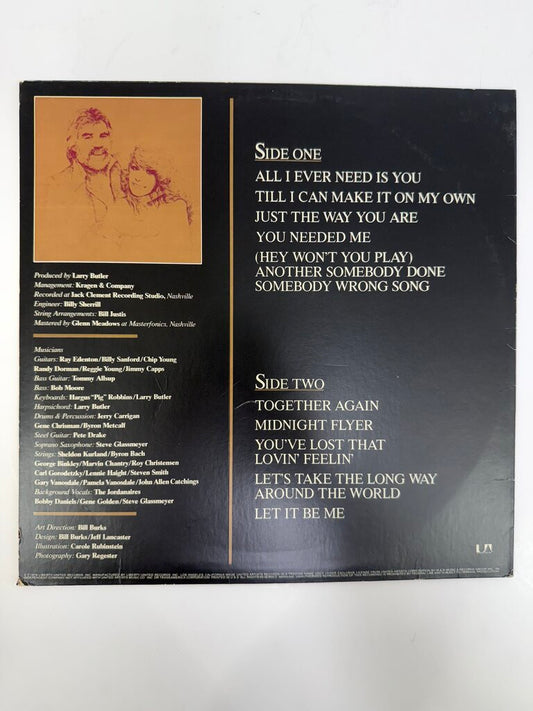 Produced by Larry Butler
Management: Kragen & Company
Recorded at Jack Clement Recording Studio, Nashville
Engineer: Billy Sherrill
String Arrangements: Bill Justis
Mastered by Glenn Meadows at Masterfonics, Nashville
Musicians
Guitars: Ray Edenton/Billy Sanford/Chip Young
Randy Dorman/Reggie Young/Jimmy Capps
Bass Guitar: Tommy Allsup
Bass: Bob Moore
Keyboards: Hargus "Pig" Robbins/Larry Butler
Harpsichord: Larry Butler
Drums & Percussion: Jerry Carrigan
Gene Chrisman/Byron Metcalf
Steel Guitar: Pete Drake
Soprano Saxophone: Steve Glassmeyer
Strings: Sheldon Kurland/Byron Bach
George Binkley/Marvin Chantry/Roy Christensen
Carl Gorodetzky/Lennie Haight/Steven Smith
Gary Vanosdale/Pamela Vanosdale/John Allen Catchings
Background Vocals: The Jordanaires
Bobby Daniels/Gene Golden/Steve Glassmeyer
Art Direction: Bill Burks
Design: Bill Burks/Jeff Lancaster
Illustration: Carole Rubinstein
Photography: Gary Regester
SIDE ONE
ALL I EVER NEED IS YOU
TILL I CAN MAKE IT ON MY OWN
JUST THE WAY YOU ARE
YOU NEEDED ME
(HEY WON'T YOU PLAY)
ANOTHER SOMEBODY DONE
SOMEBODY WRONG SONG
SIDE TWO
TOGETHER AGAIN
MIDNIGHT FLYER
YOU'VE LOST THAT
LOVIN' FEELIN'
LET'S TAKE THE LONG WAY
AROUND THE WORLD
LET IT BE ME
UA